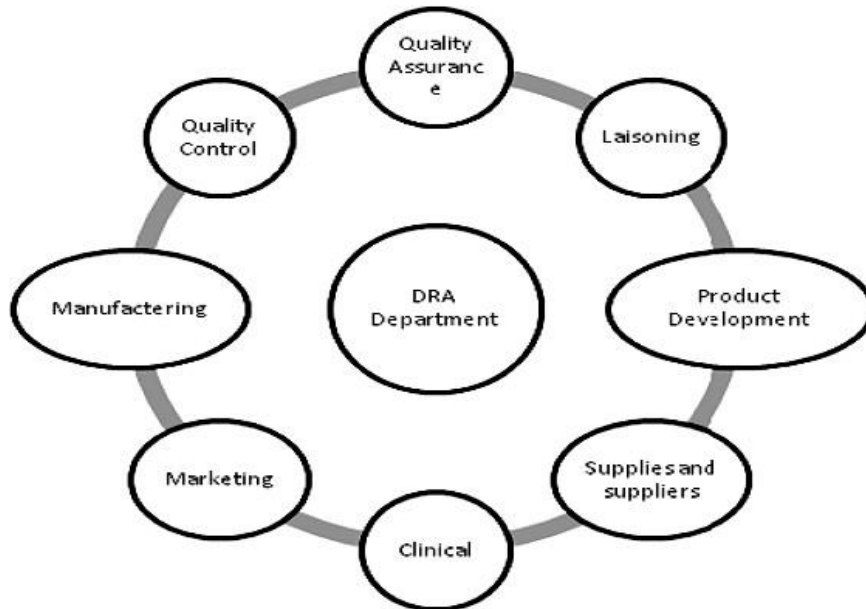 Quality
Assuranc
e
Quality
Control
Laisoning
Manufactering
DRA
Department
Product
Development
Marketing
Supplies and
suppliers
Clinical